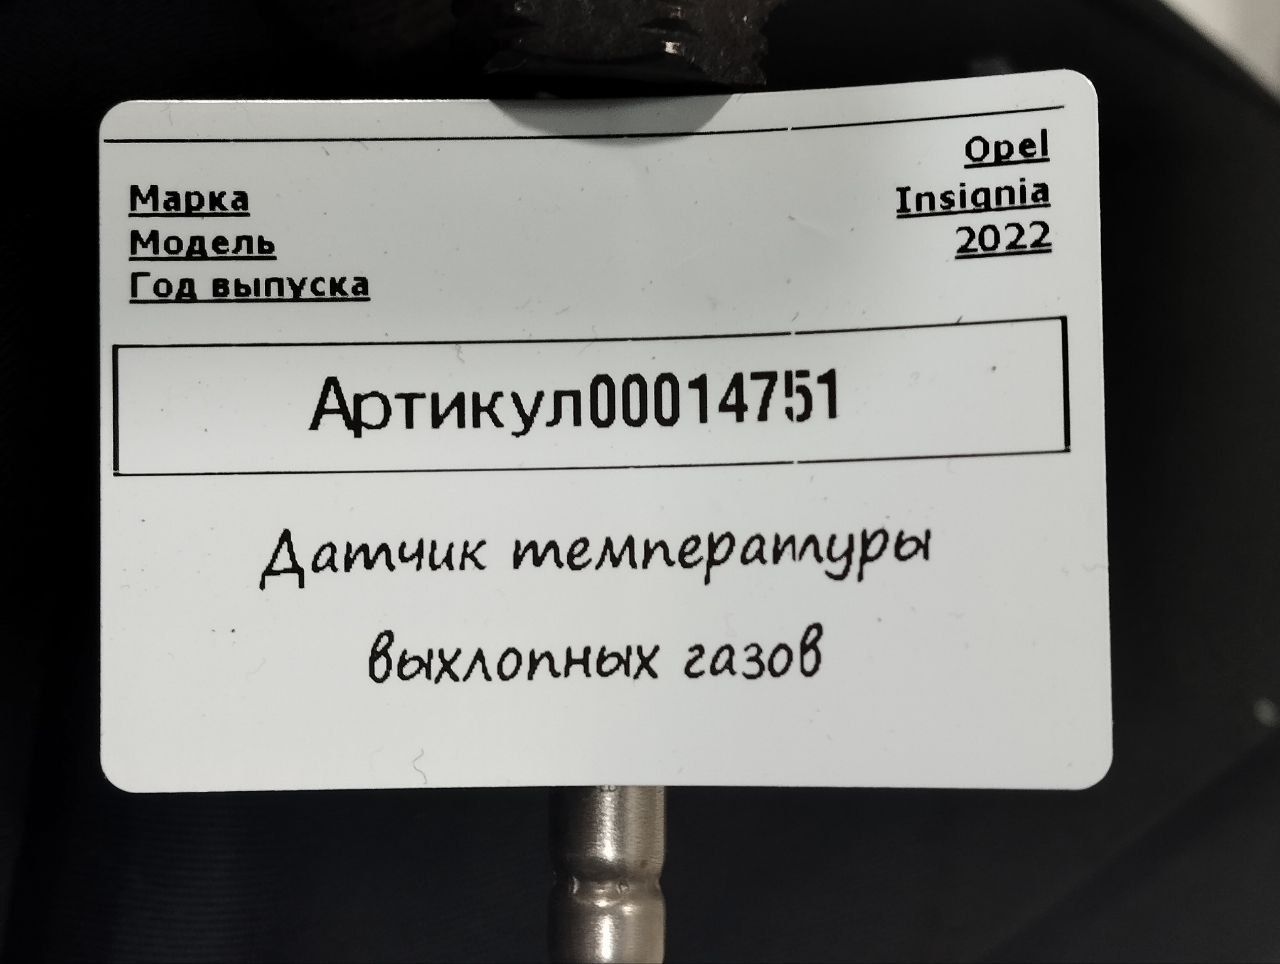 Марка Opel
Модель Insignia
Год выпуска 2022
Артикул00014751
Датчик температуры
выхлопных газов